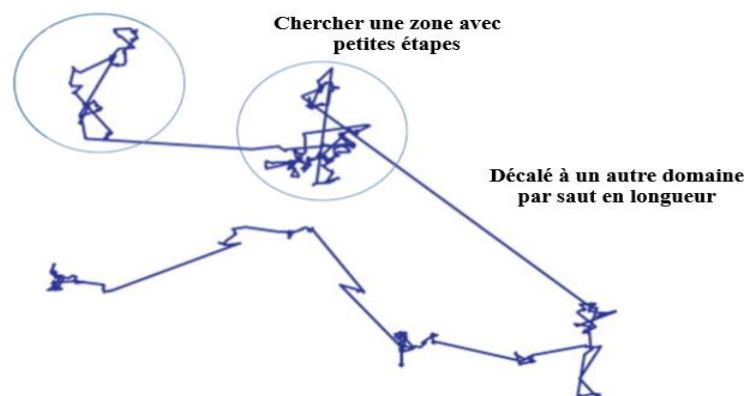 Chercher une zone avec
petites étapes
Décalé à un autre domaine
par saut en longueur